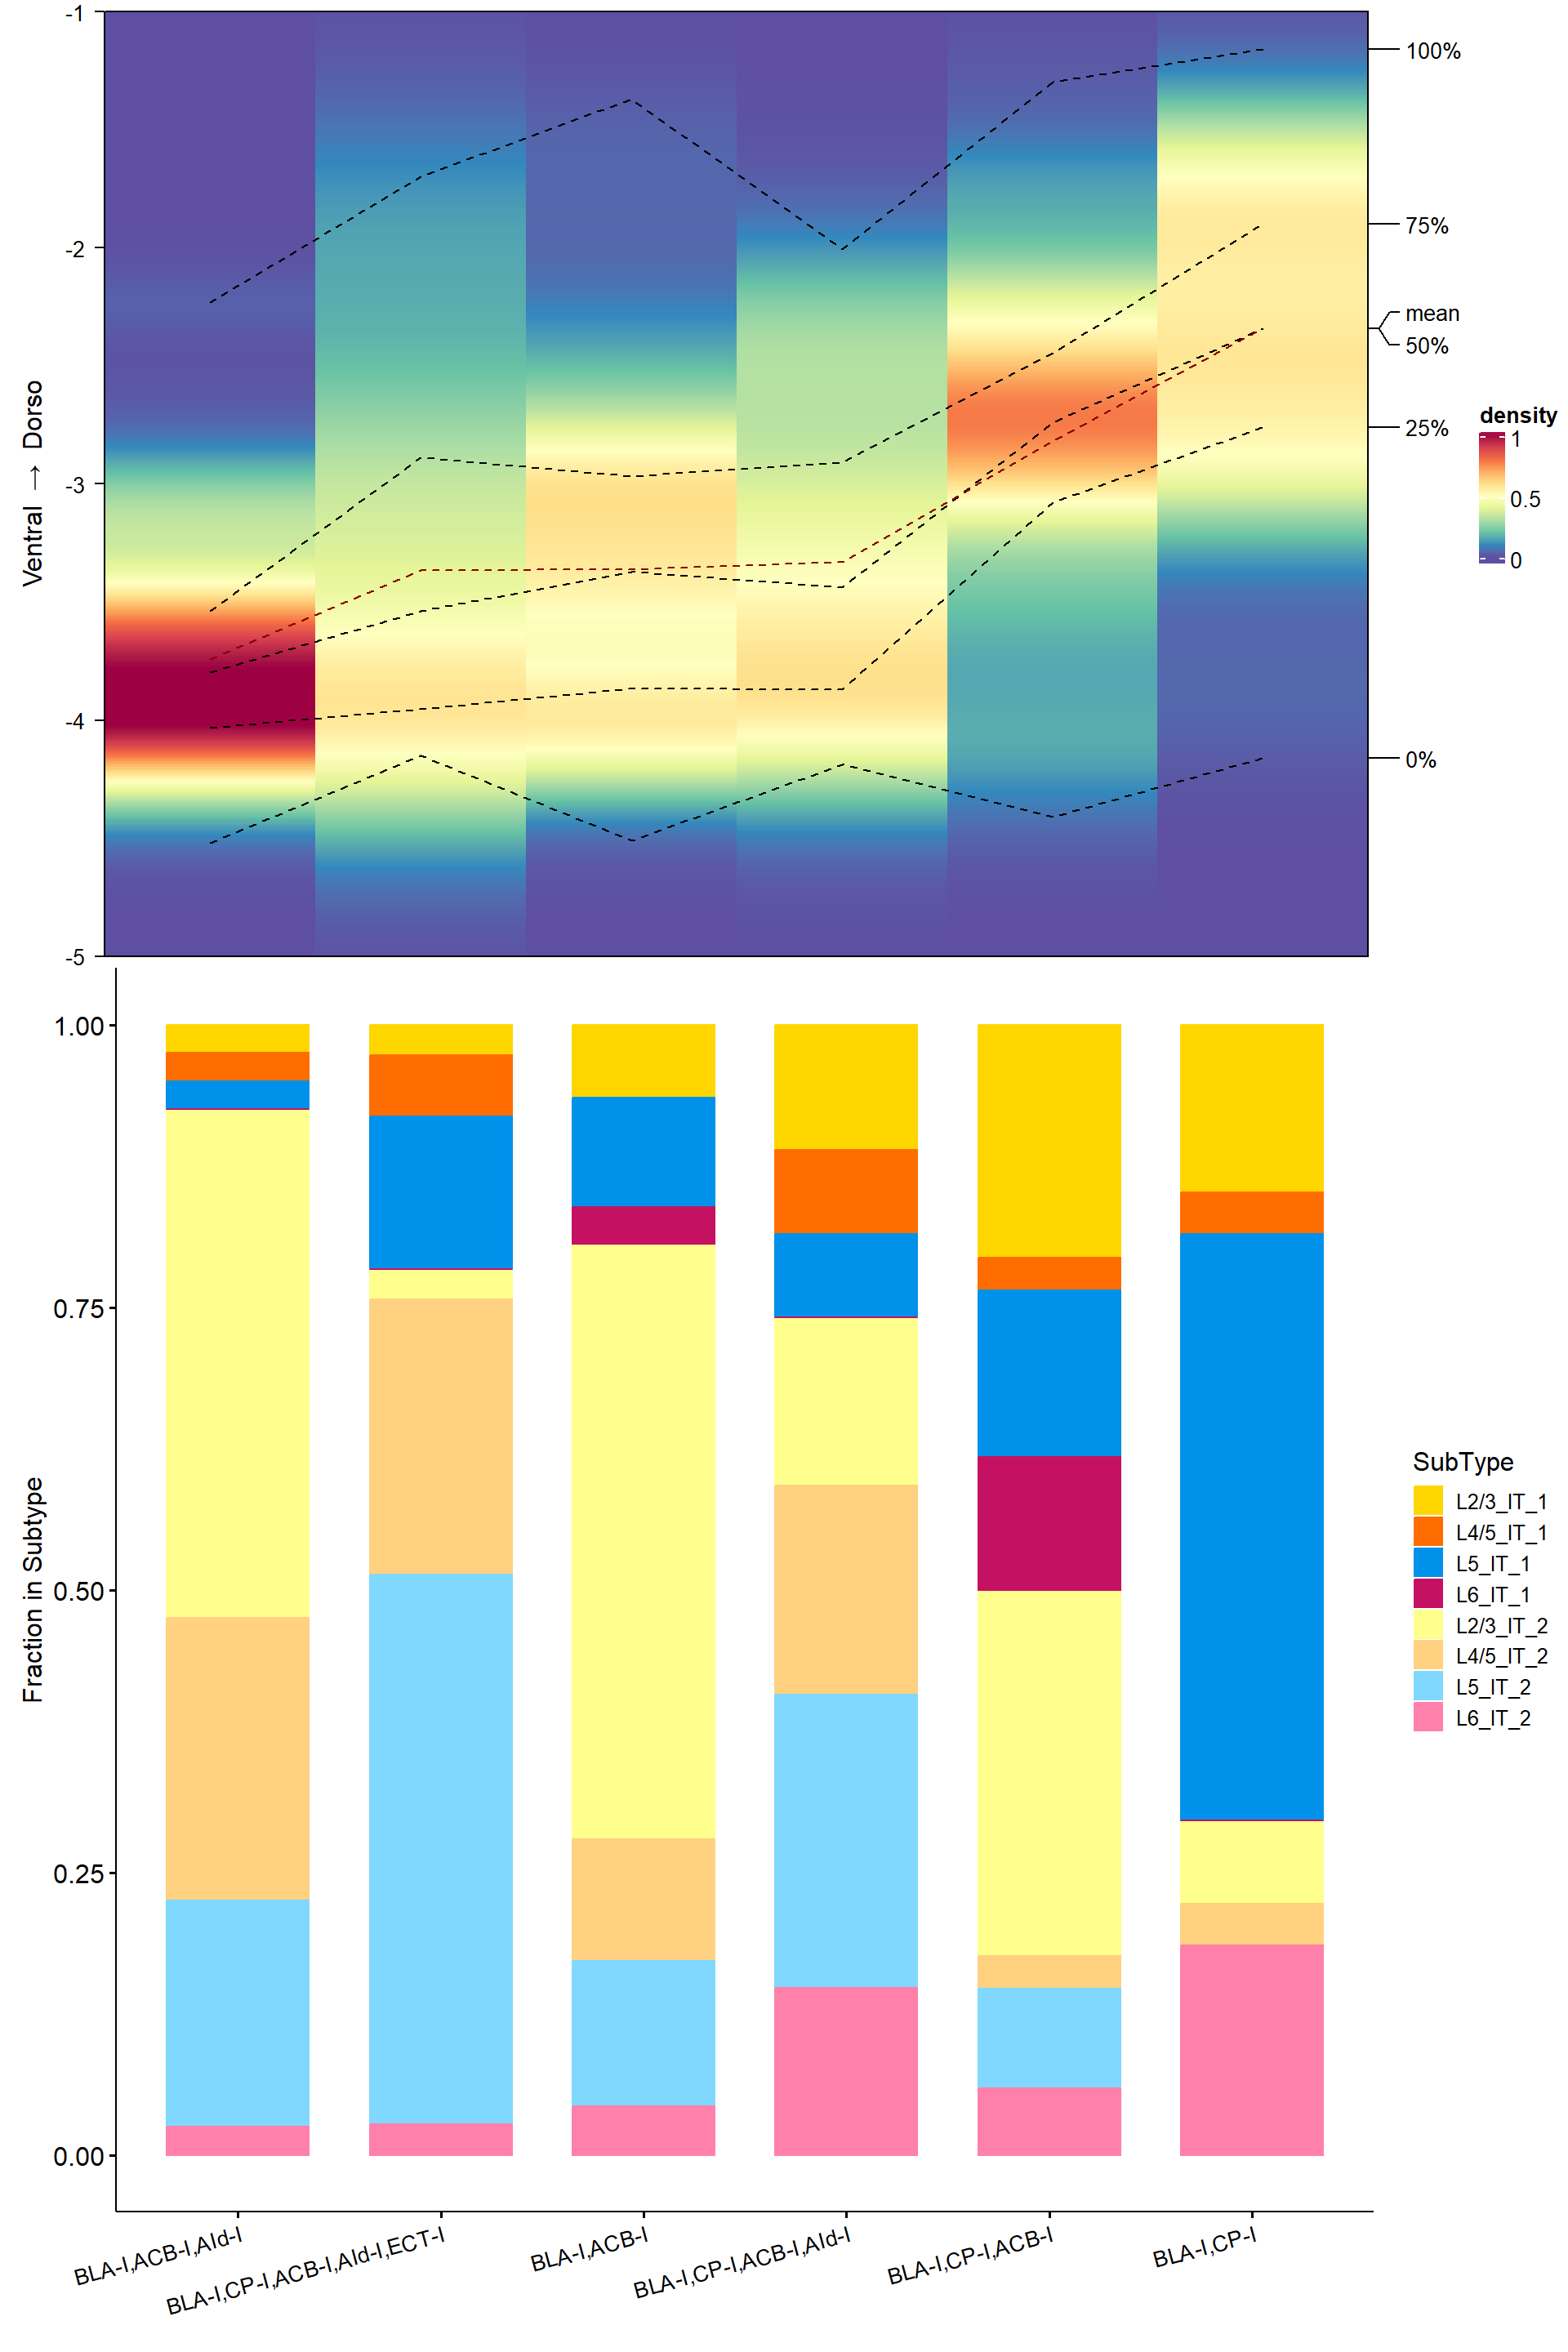 -1
-2
-3
-4
-5
Ventral → Dorso
100%
75%
mean
50%
25%
0%
density
1
0.5
0
1.00
0.75
0.50
0.25
0.00
Fraction in Subtype
SubType
L2/3_IT_1
L4/5_IT_1
L5_IT_1
L6_IT_1
L2/3_IT_2
L4/5_IT_2
L5_IT_2
L6_IT_2
BLA-I,ACB-I,AId-I
BLA-I,CP-I,ACB-I,AId-I,ECT-I
BLA-I,ACB-I
BLA-I,CP-I,ACB-I,AId-I
BLA-I,CP-I,ACB-I
BLA-I,CP-I